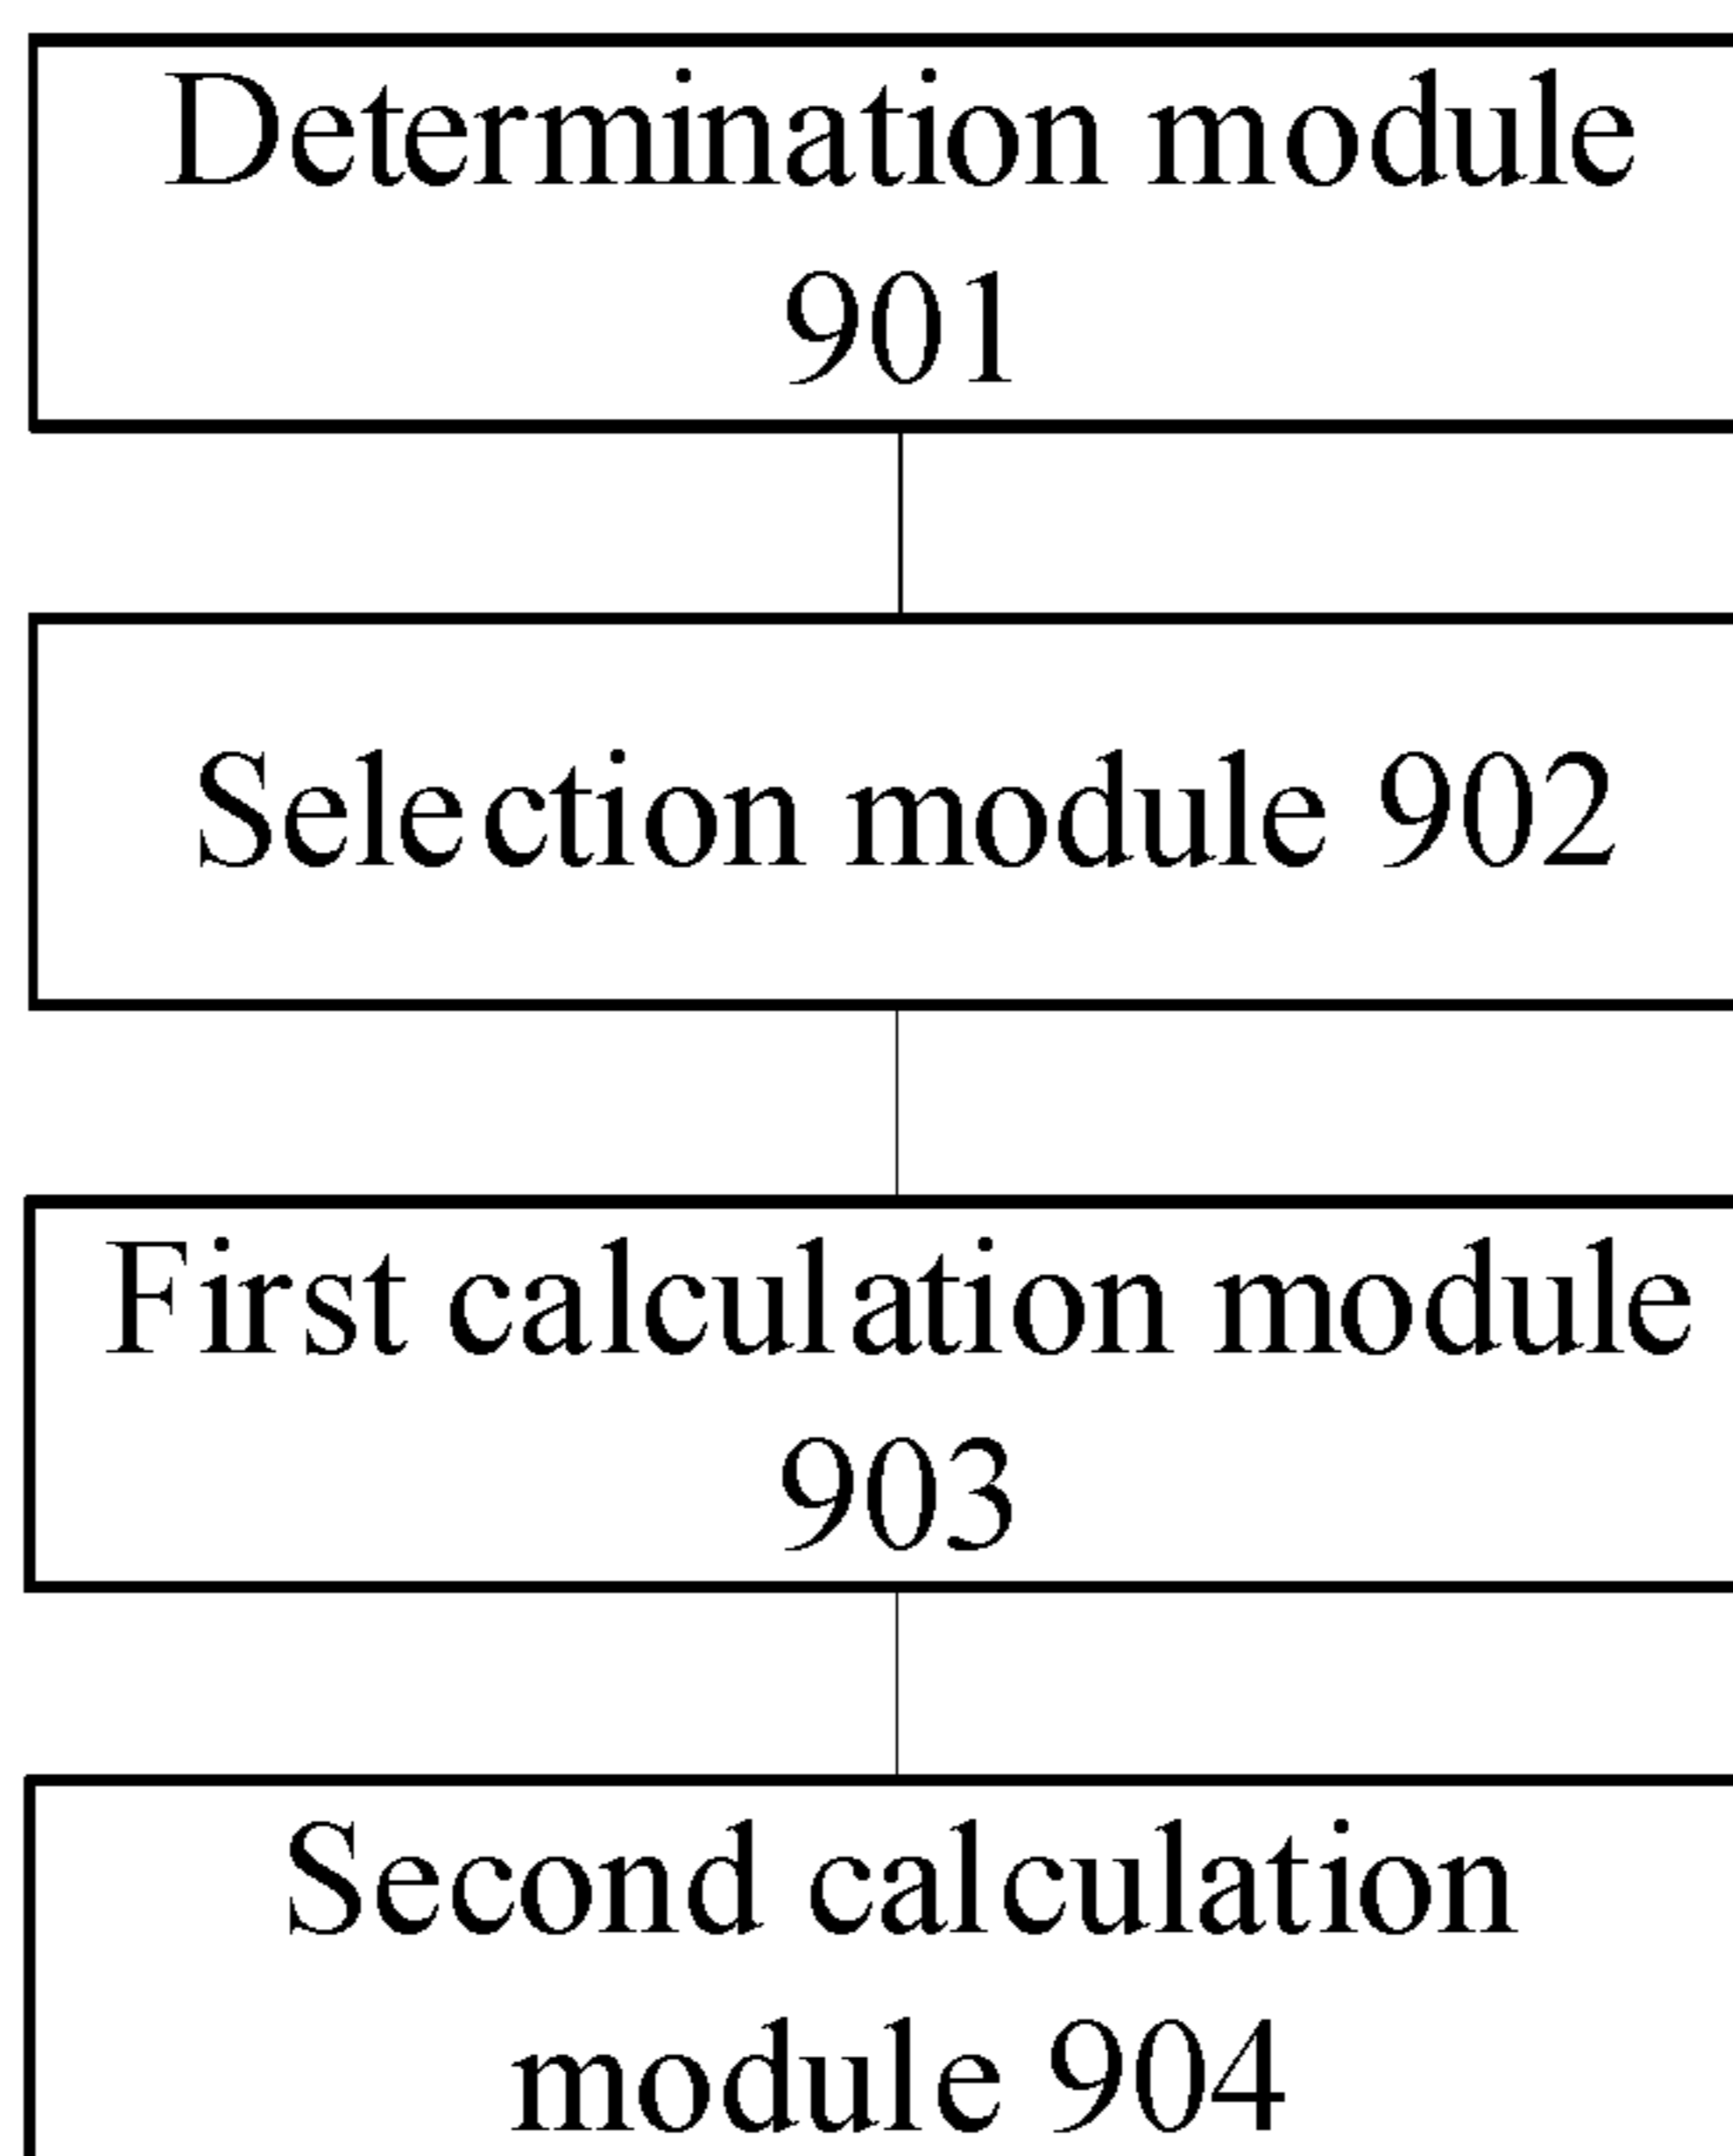 Determination module
901
Selection module 902
First calculation module
903
Second calculation
module 904